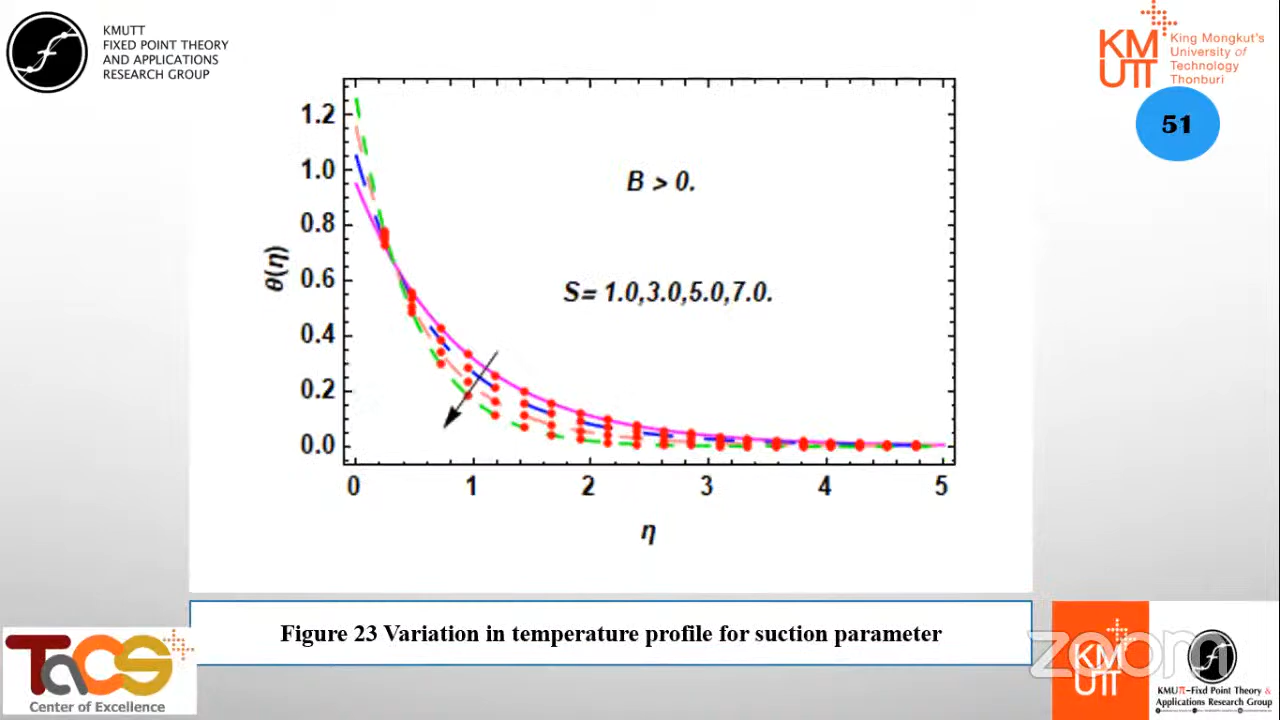 KMUTT
FIXED POINT THEORY
AND APPLICATIONS
RESEARCH GROUP
KM
UTT
King Mongkut's
University of
Technology
Thonburi
51
1.2
1.0
0.8
0.6
0.4
0.2
0.0
θ(η)
B > 0.
S= 1.0,3.0,5.0,7.0.
0 1 2 3 4 5
η
Figure 23 Variation in temperature profile for suction parameter
TaCS
Center of Excellence
zoom
KM
UTT
KMUTT-Fixd Point Theory &
Applications Research Group